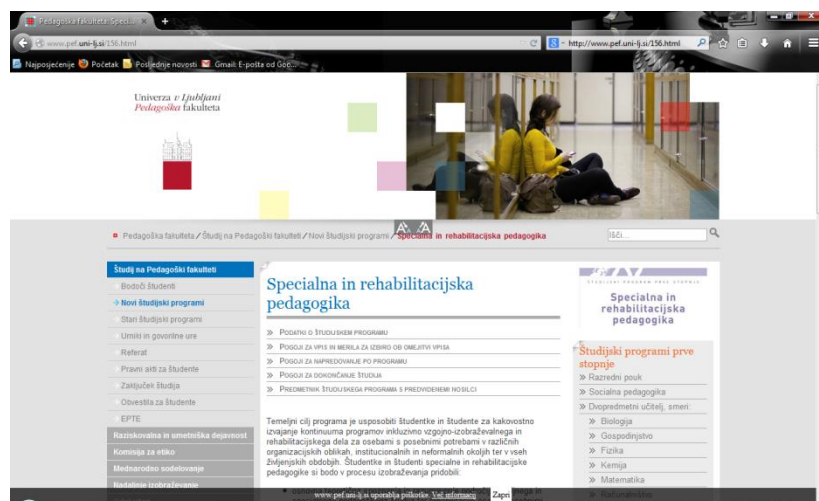 Pedagoška fakulteta: Speci...
www.pef.uni-lj.si/156.html
http://www.pef.uni-lj.si/156.html
Najposjećenije Početak Posljednje novosti Gmail: E-pošta od Goo...
Univerza v Ljubljani
Pedagoška fakulteta
Pedagoška fakulteta / Študij na Pedagoški fakulteti / Novi študijski programi / Specialna in rehabilitacijska pedagogika
Išči...
Študij na Pedagoški fakulteti
Bodoči študenti
Novi študijski programi
Stari študijski programi
Urniki in govorilne ure
Referat
Pravni akti za študente
Zaključek študija
Obvestila za študente
EPTE
Raziskovalna in umetniška dejavnost
Komisija za etiko
Mednarodno sodelovanje
Nadaljnje izobraževanje
Specialna in rehabilitacijska
pedagogika
» Podatki o študijskem programu
» Pogoji za vpis in merila za izbiro ob omejitvi vpisa
» Pogoji za napredovanje po programu
» Pogoji za dokončanje študija
» Predmetnik študijskega programa s predvidenimi nosilci
Temeljni cilj programa je usposobiti študentke in študente za kakovostno
izvajanje kontinuuma programov inkluzivno vzgojno-izobraževalnega in
rehabilitacijskega dela za osebami s posebnimi potrebami v različnih
organizacijskih oblikah, institucionalnih in neformalnih okoljih ter v vseh
življenjskih obdobjih. Študentke in študenti specialne in rehabilitacijske
pedagogike si bodo v procesu izobraževanja pridobili:
ŠTUDIJSKI PROGRAM PRVE STOPNJE
Specialna in
rehabilitacijska
pedagogika
Študijski programi prve
stopnje
» Razredni pouk
» Socialna pedagogika
» Dvopredmetni učitelj, smeri:
» Biologija
» Gospodinjstvo
» Fizika
» Kemija
» Matematika
» Računalništvo
www.pef.uni-lj.si uporablja piškotke. Več informacij Zapri